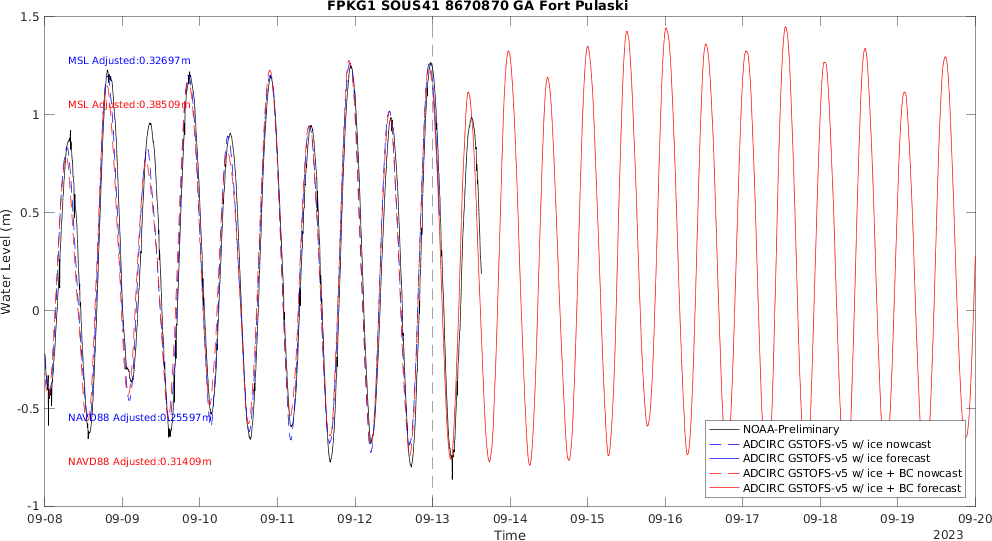 FPKG1 SOUS41 8670870 GA Fort Pulaski
1.5
1
0.5
0
-0.5
-1
Water Level (m)
MSL Adjusted:0.32697m
MSL Adjusted:0.38509m
NAVD88 Adjusted:0.25597m
NAVD88 Adjusted:0.31409m
NOAA-Preliminary
ADCIRC GSTOFS-v5 w/ ice nowcast
ADCIRC GSTOFS-v5 w/ ice forecast
ADCIRC GSTOFS-v5 w/ ice + BC nowcast
ADCIRC GSTOFS-v5 w/ ice + BC forecast
09-08 09-09 09-10 09-11 09-12 09-13 09-14 09-15 09-16 09-17 09-18 09-19 09-20
Time
2023